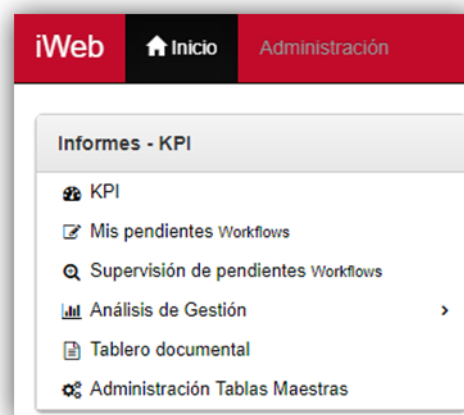 iWeb Inicio Administración
Informes - KPI
KPI
Mis pendientes Workflows
Supervisión de pendientes Workflows
Análisis de Gestión
Tablero documental
Administración Tablas Maestras